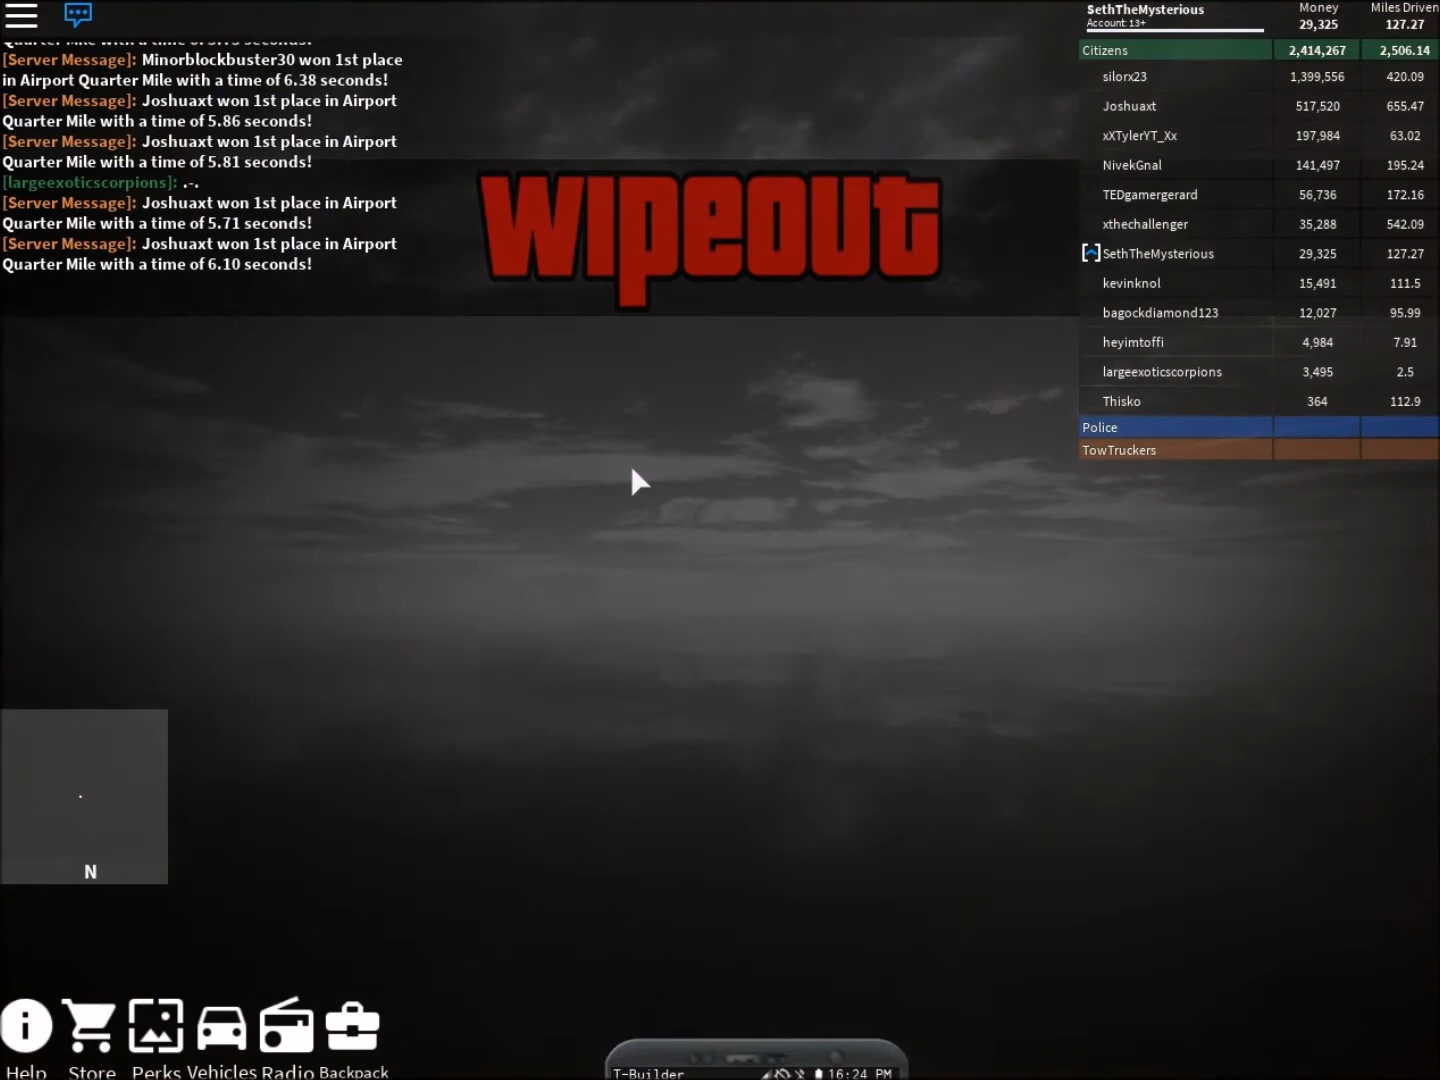 Quarter Mile with a time of 5.75 seconds!
[Server Message]: Minorblockbuster30 won 1st place
in Airport Quarter Mile with a time of 6.38 seconds!
[Server Message]: Joshuaxt won 1st place in Airport
Quarter Mile with a time of 5.86 seconds!
[Server Message]: Joshuaxt won 1st place in Airport
Quarter Mile with a time of 5.81 seconds!
[largeexoticscorpions]: .-.
[Server Message]: Joshuaxt won 1st place in Airport
Quarter Mile with a time of 5.71 seconds!
[Server Message]: Joshuaxt won 1st place in Airport
Quarter Mile with a time of 6.10 seconds!
wipeout
SethTheMysterious Money Miles Driven
Account: 13+ 29,325 127.27
Citizens 2,414,267 2,506.14
silorx23 1,399,556 420.09
Joshuaxt 517,520 655.47
xXTylerYT_Xx 197,984 63.02
NivekGnal 141,497 195.24
TEDgamergerard 56,736 172.16
xthechallenger 35,288 542.09
SethTheMysterious 29,325 127.27
kevinknol 15,491 111.5
bagockdiamond123 12,027 95.99
heyimtoffi 4,984 7.91
largeexoticscorpions 3,495 2.5
Thisko 364 112.9
Police
TowTruckers
N
Help Store Perks Vehicles Radio Backpack
T-Builder 16:24 PM